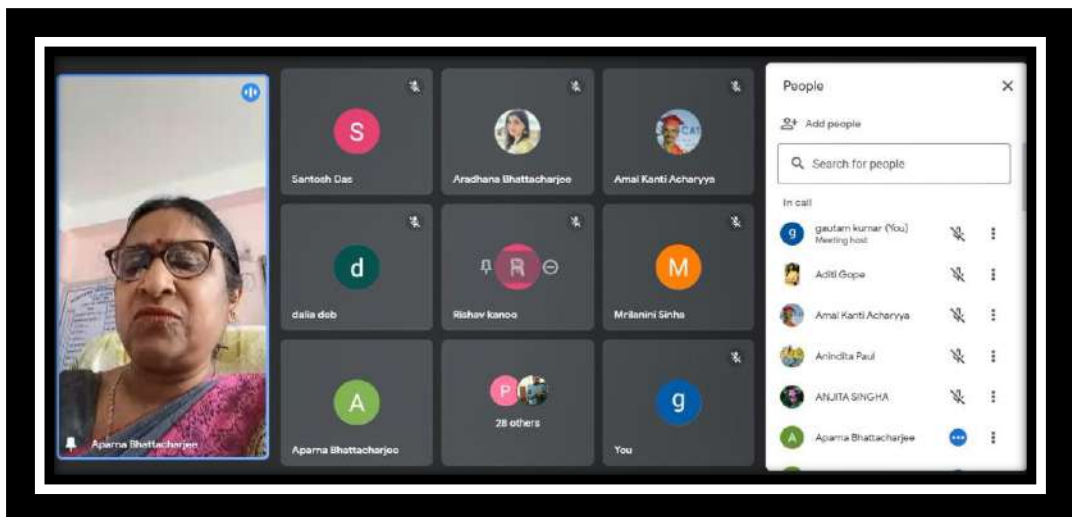 Aparna Bhattacharjee
S
Santosh Das
Aradhana Bhattacharjee
CAT
Amal Kanti Acharyya
d
dalia deb
R
Rishav kanoo
M
Mrilanini Sinha
A
Aparna Bhattacharjee
P
28 others
g
You
People
Add people
Search for people
In call
g
gautam kumar (You)
Meeting host
Aditi Gope
Amal Kanti Acharyya
Anindita Paul
ANJITA SINGHA
A
Aparna Bhattacharjee